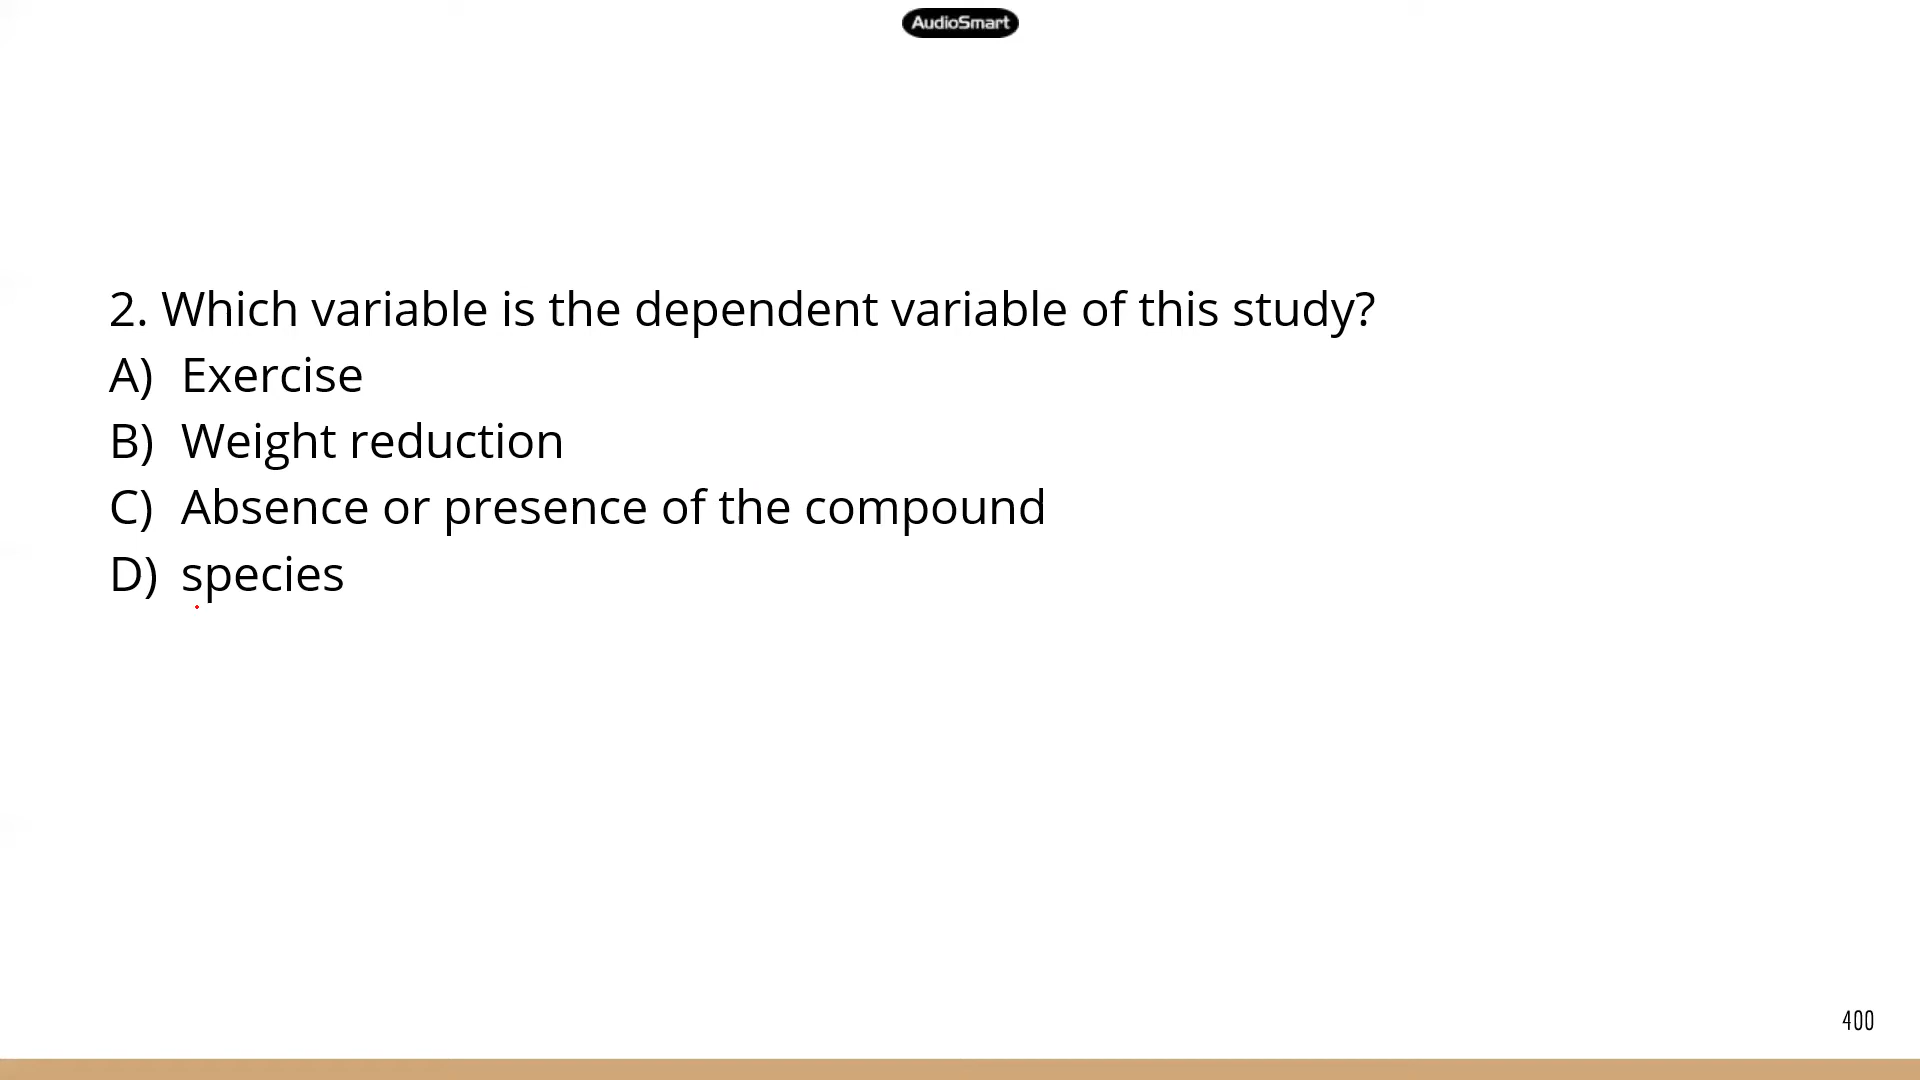 AudioSmart
2. Which variable is the dependent variable of this study?
A) Exercise
B) Weight reduction
C) Absence or presence of the compound
D) species
400